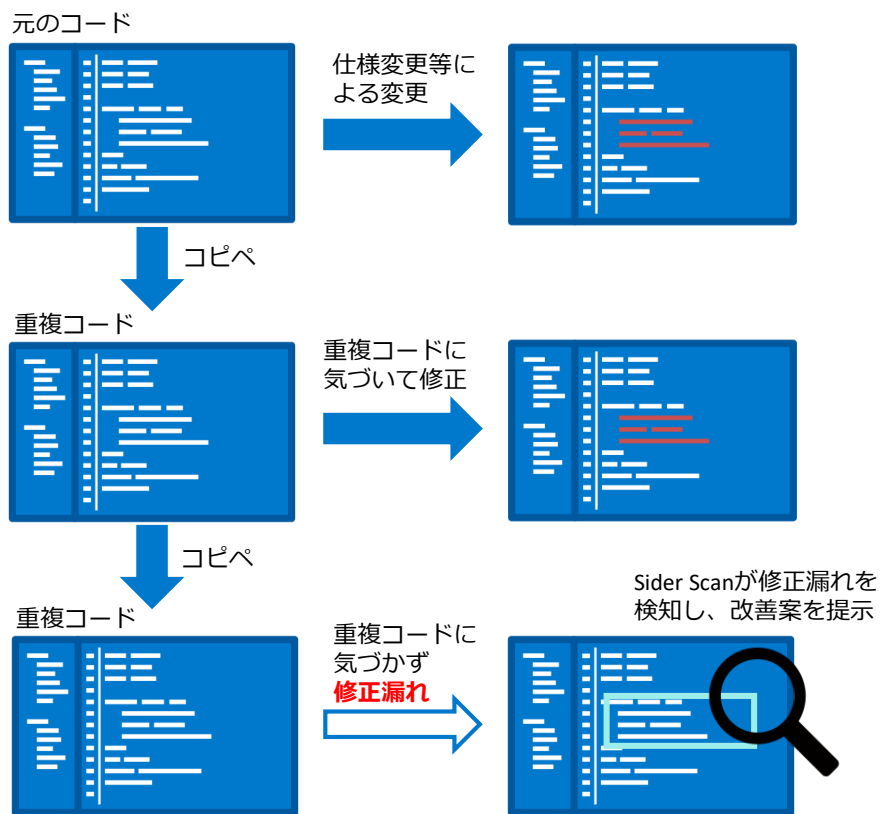 元のコード
仕様変更等に
よる変更
コピペ
重複コード
重複コードに
気づいて修正
コピペ
Sider Scanが修正漏れを
検知し、改善案を提示
重複コード
重複コードに
気づかず
修正漏れ